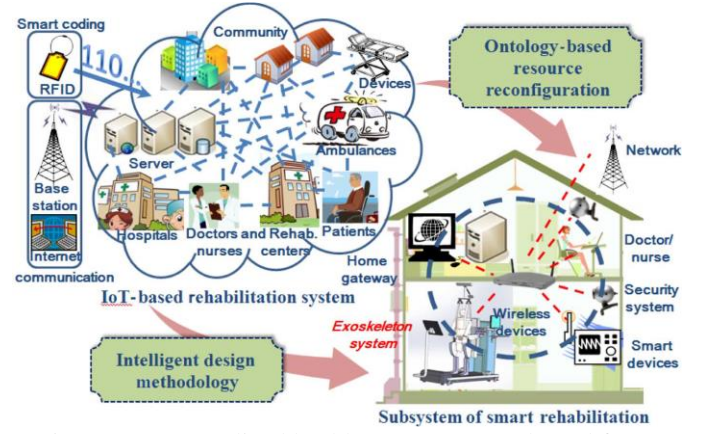 Smart coding
RFID
110..
Community
Devices
Server
Ambulances
Base
station
Internet
communication
Hospitals
Doctors and
nurses
Rehab.
centers
Patients
IoT-based rehabilitation system
Ontology-based
resource
reconfiguration
Network
Home
gateway
Doctor/
nurse
Security
system
Wireless
devices
Exoskeleton
system
Smart
devices
Intelligent design
methodology
Subsystem of smart rehabilitation